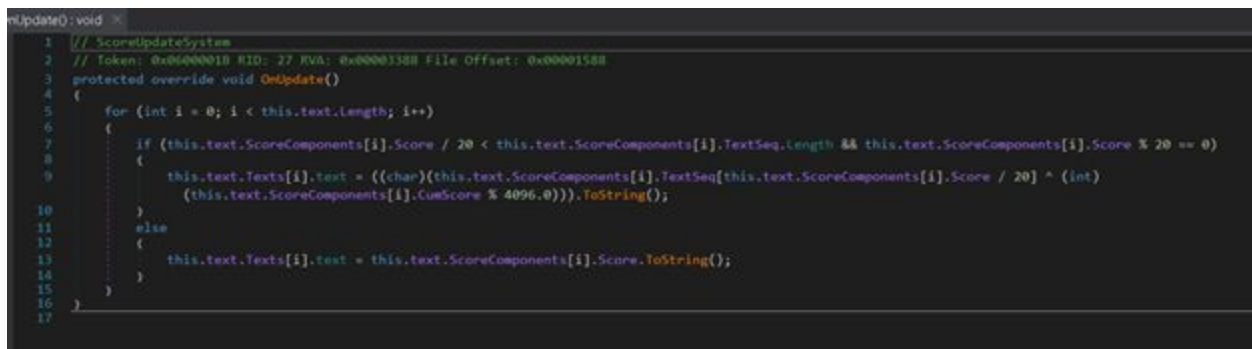 nUpdate() : void ×
1 // ScoreUpdateSystem
2 // Token: 0x0600001B RID: 27 RVA: 0x00003388 File Offset: 0x00001588
3 protected override void OnUpdate()
4 {
5 for (int i = 0; i < this.text.Length; i++)
6 {
7 if (this.text.ScoreComponents[i].Score / 20 < this.text.ScoreComponents[i].TextSeq.Length && this.text.ScoreComponents[i].Score % 20 == 0)
8 {
9 this.text.Texts[i].text = ((char)(this.text.ScoreComponents[i].TextSeq[this.text.ScoreComponents[i].Score / 20] ^ (int)
(this.text.ScoreComponents[i].CumScore % 4096.0))).ToString();
10 }
11 else
12 {
13 this.text.Texts[i].text = this.text.ScoreComponents[i].Score.ToString();
14 }
15 }
16 }
17